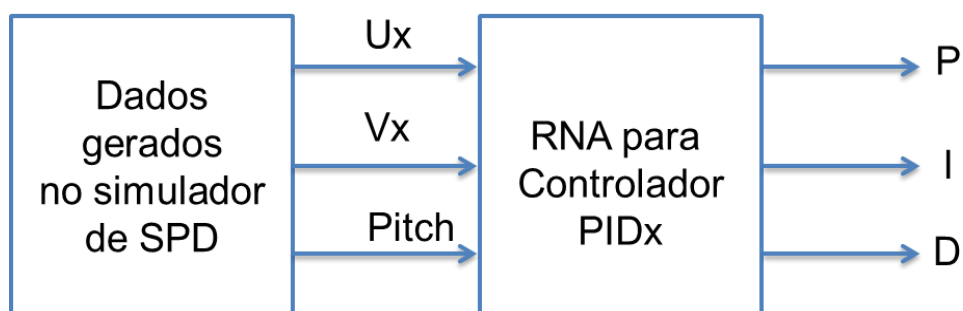 Dados
gerados
no simulador
de SPD
Ux
Vx
Pitch
RNA para
Controlador
PIDx
P
I
D